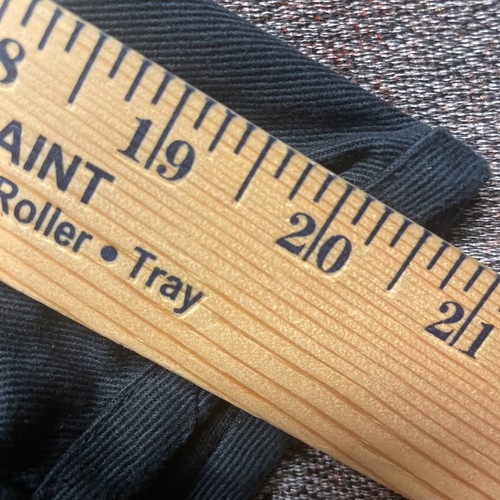 8 19 20 21
AINT
Roller • Tray